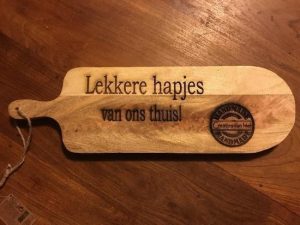 Lekkere hapjes
van ons thuis!